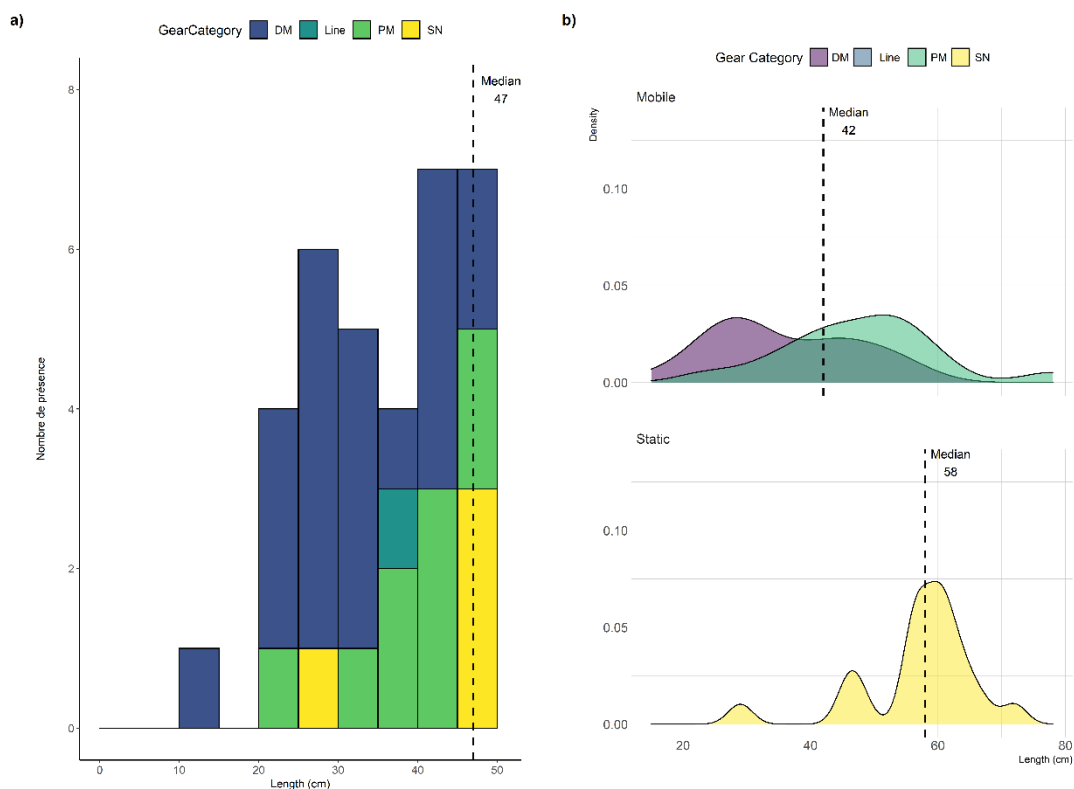 a)
GearCategory DM Line PM SN
Median
47
8
6
4
2
0
Nombre de présence
0 10 20 30 40 50
Length (cm)
b)
Gear Category DM Line PM SN
Mobile
Density
Median
42
0.10
0.05
0.00
Static
Median
58
0.10
0.05
0.00
20 40 60 80
Length (cm)